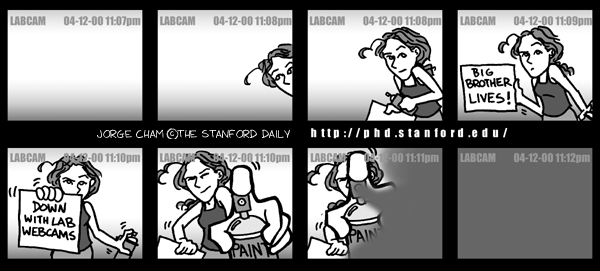 LABCAM 04-12-00 11:07pm
LABCAM 04-12-00 11:08pm
LABCAM 04-12-00 11:08pm
LABCAM 04-12-00 11:09pm
BIG
BROTHER
LIVES!
JORGE CHAM ©THE STANFORD DAILY
http://phd.stanford.edu/
LABCAM 04-12-00 11:10pm
DOWN
WITH LAB
WEBCAMS
LABCAM 04-12-00 11:10pm
PAINT
LABCAM 04-12-00 11:11pm
PAIN
LABCAM 04-12-00 11:12pm